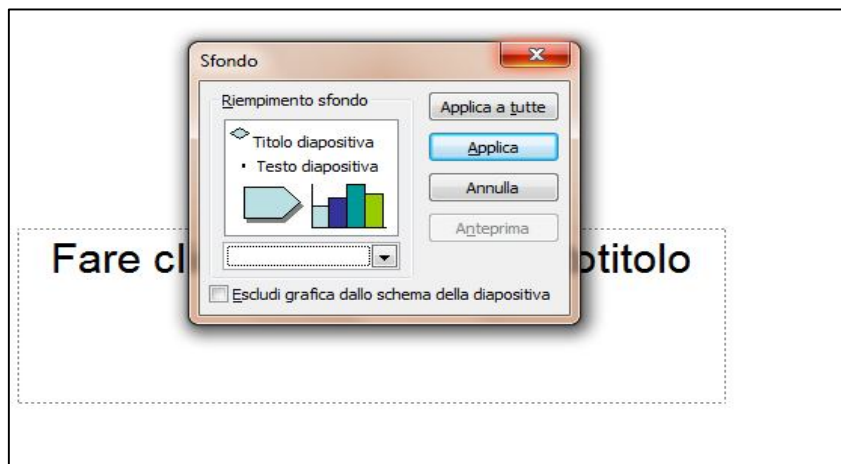 Sfondo
Riempimento sfondo
Titolo diapositiva
• Testo diapositiva
Escludi grafica dallo schema della diapositiva
Applica a tutte
Applica
Annulla
Anteprima
Fare cl
otitolo